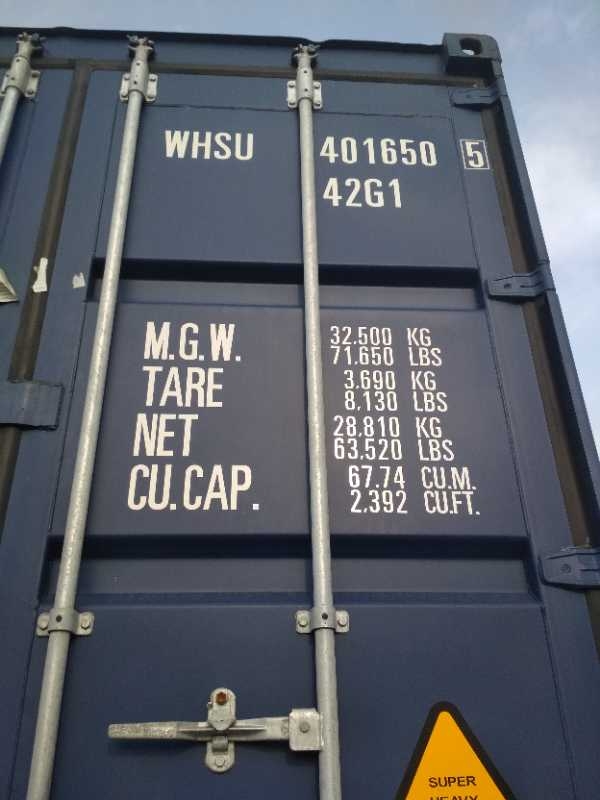 WHSU 401650 5
42G1
M.G.W. 32.500 KG
71.650 LBS
TARE 3.690 KG
8.130 LBS
NET 28.810 KG
63.520 LBS
CU.CAP. 67.74 CU.M.
2.392 CU.FT.
SUPER
HEAVY